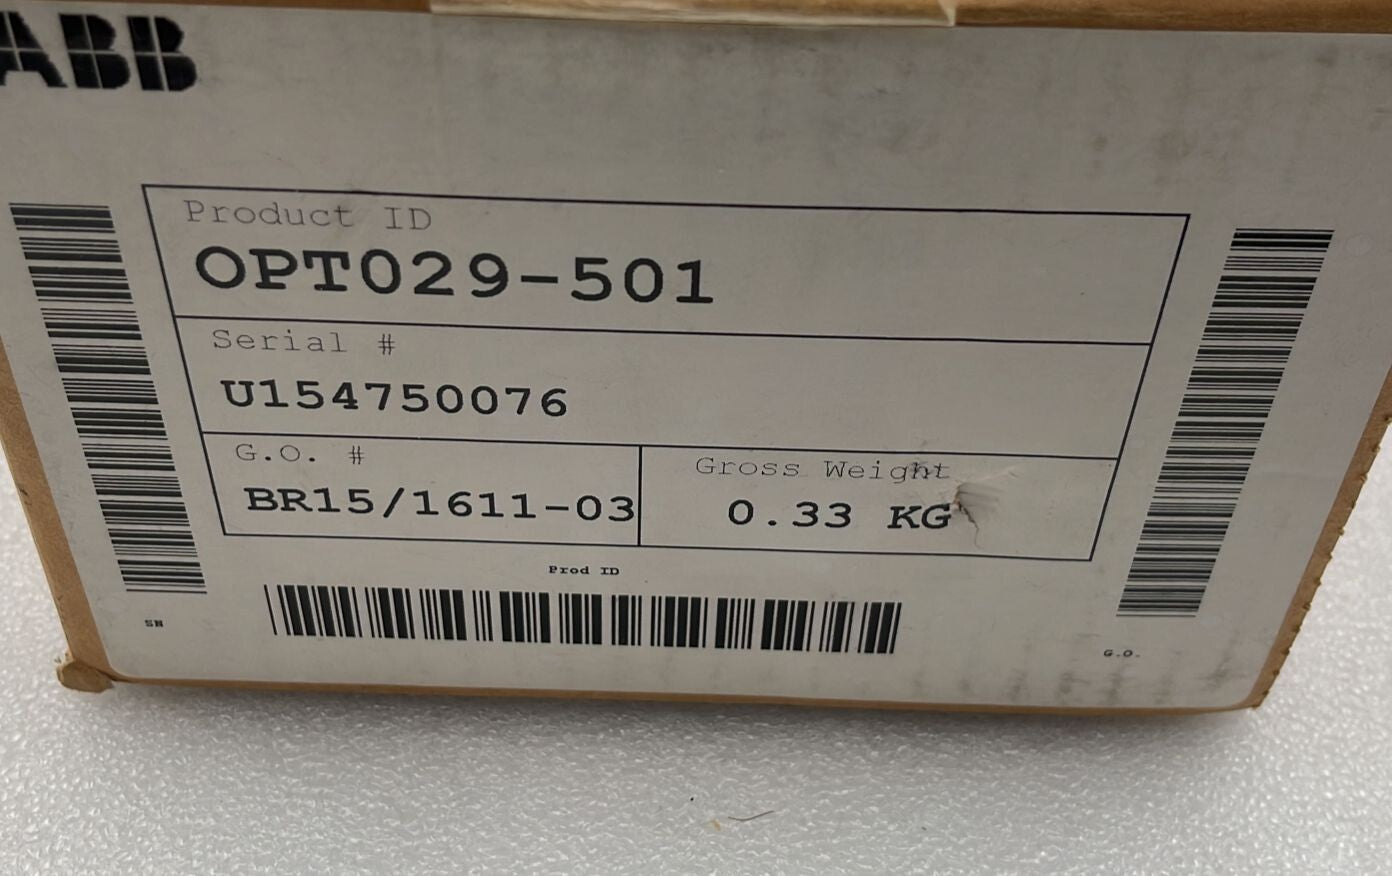 ABB
Product ID
OPT029-501
Serial #
U154750076
G.O. #
BR15/1611-03
Gross Weight
0.33 KG
Prod ID
SN
G.O.